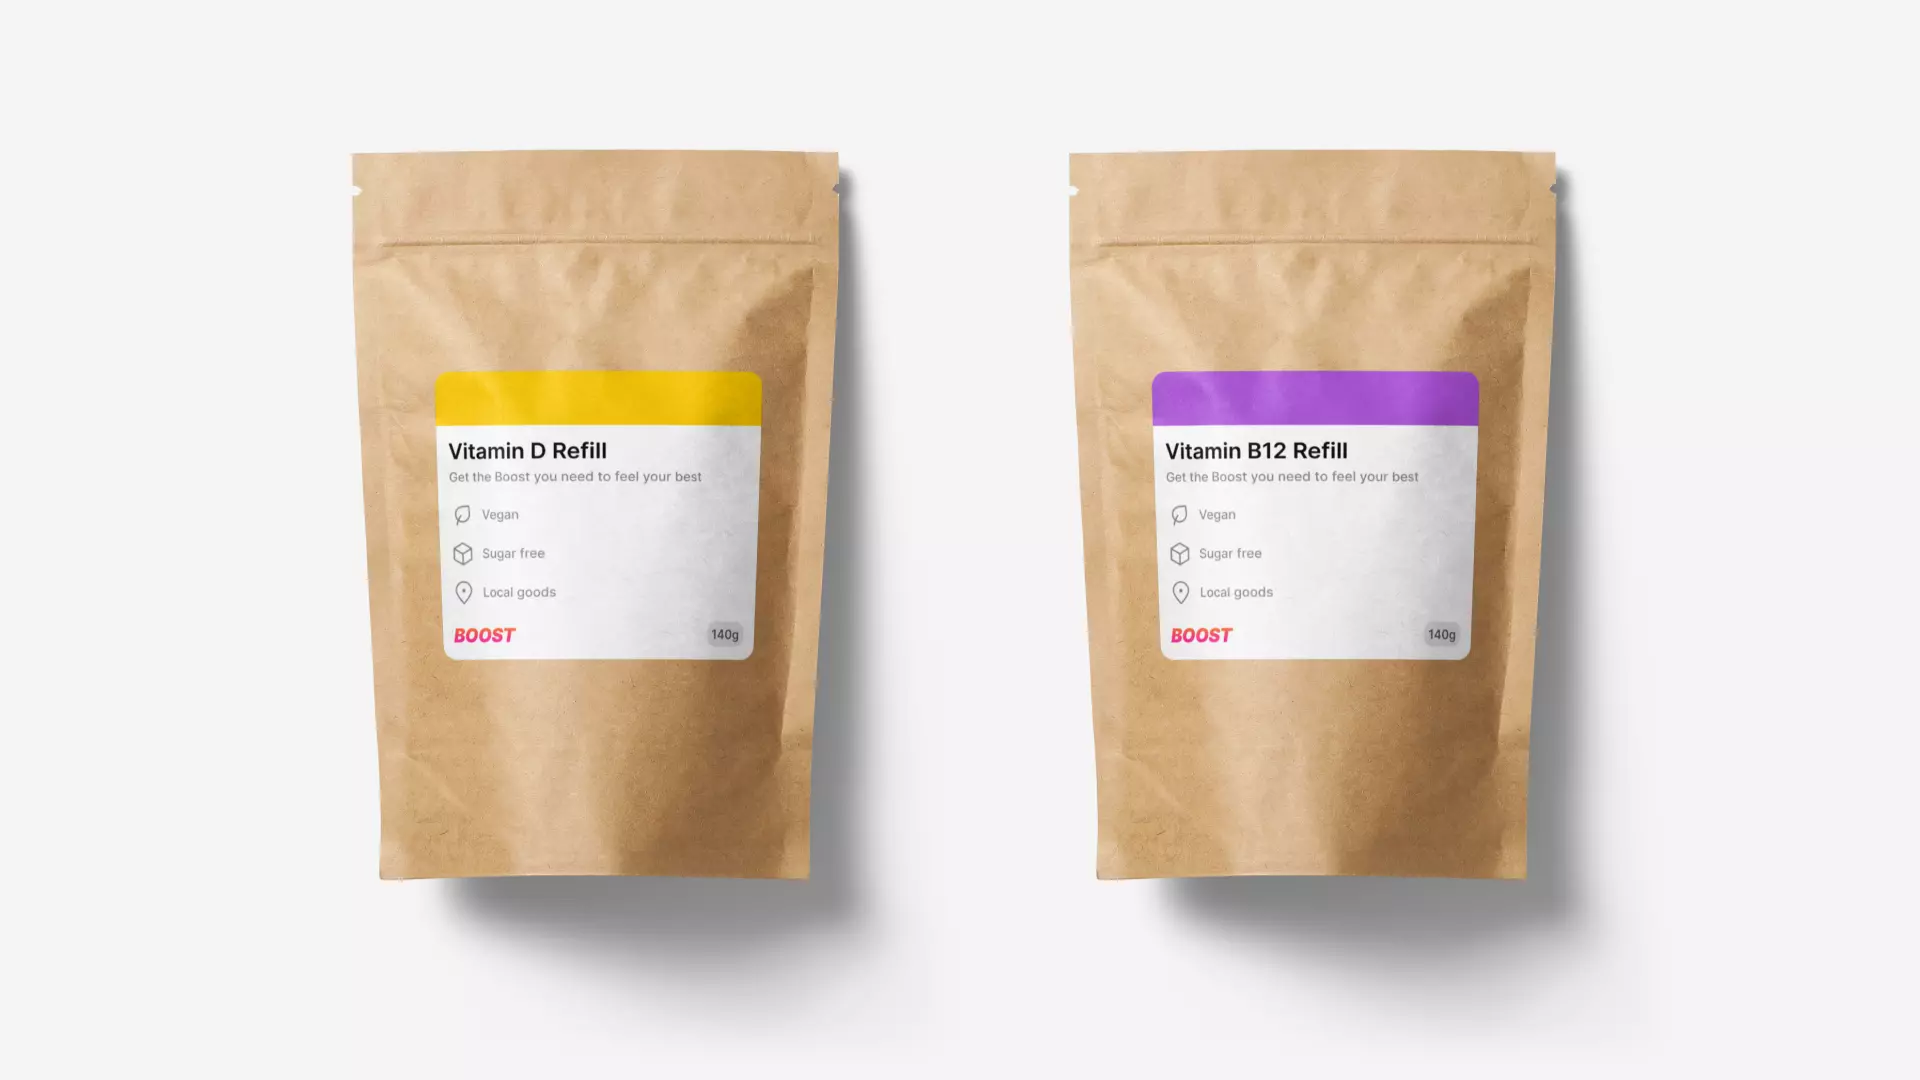 Vitamin D Refill
Get the Boost you need to feel your best
Vegan
Sugar free
Local goods
BOOST
140g
Vitamin B12 Refill
Get the Boost you need to feel your best
Vegan
Sugar free
Local goods
BOOST
140g